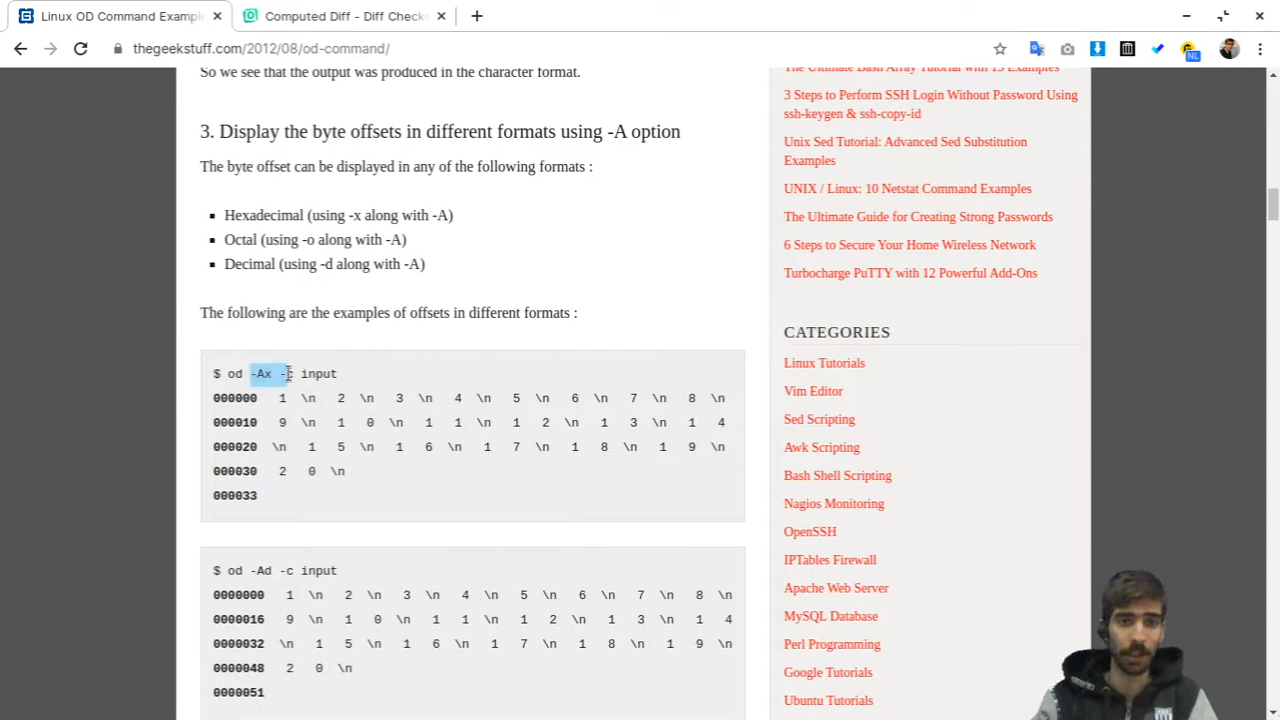 Linux OD Command Exampl
Computed Diff - Diff Check
thegeekstuff.com/2012/08/od-command/
NL
So we see that the output was produced in the character format.
3. Display the byte offsets in different formats using -A option
The byte offset can be displayed in any of the following formats :
Hexadecimal (using -x along with -A)
Octal (using -o along with -A)
Decimal (using -d along with -A)
The following are the examples of offsets in different formats :
$ od -Ax -c input
000000   1  \n   2  \n   3  \n   4  \n   5  \n   6  \n   7  \n   8  \n
000010   9  \n   1   0  \n   1   1  \n   1   2  \n   1   3  \n   1   4
000020  \n   1   5  \n   1   6  \n   1   7  \n   1   8  \n   1   9  \n
000030   2   0  \n
000033
$ od -Ad -c input
0000000   1  \n   2  \n   3  \n   4  \n   5  \n   6  \n   7  \n   8  \n
0000016   9  \n   1   0  \n   1   1  \n   1   2  \n   1   3  \n   1   4
0000032  \n   1   5  \n   1   6  \n   1   7  \n   1   8  \n   1   9  \n
0000048   2   0  \n
0000051
The Ultimate Bash Array Tutorial with 15 Examples
3 Steps to Perform SSH Login Without Password Using
ssh-keygen & ssh-copy-id
Unix Sed Tutorial: Advanced Sed Substitution
Examples
UNIX / Linux: 10 Netstat Command Examples
The Ultimate Guide for Creating Strong Passwords
6 Steps to Secure Your Home Wireless Network
Turbocharge PuTTY with 12 Powerful Add-Ons
CATEGORIES
Linux Tutorials
Vim Editor
Sed Scripting
Awk Scripting
Bash Shell Scripting
Nagios Monitoring
OpenSSH
IPTables Firewall
Apache Web Server
MySQL Database
Perl Programming
Google Tutorials
Ubuntu Tutorials